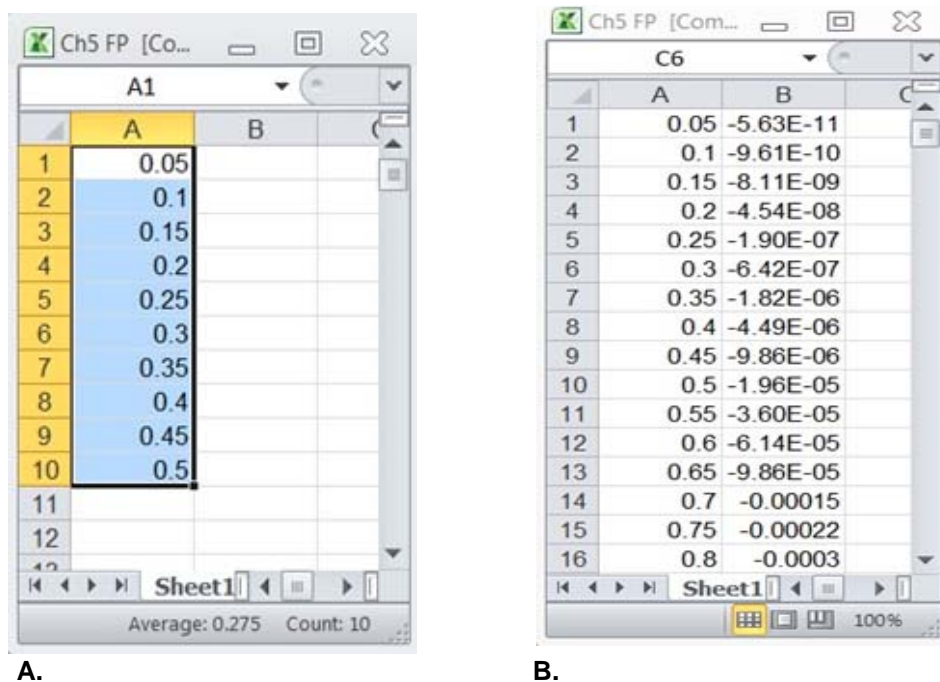 Ch5 FP [Co...
A1
A B
1 0.05
2 0.1
3 0.15
4 0.2
5 0.25
6 0.3
7 0.35
8 0.4
9 0.45
10 0.5
11
12
Sheet1
Average: 0.275 Count: 10
A.
Ch5 FP [Com...
C6
A B C
1 0.05 -5.63E-11
2 0.1 -9.61E-10
3 0.15 -8.11E-09
4 0.2 -4.54E-08
5 0.25 -1.90E-07
6 0.3 -6.42E-07
7 0.35 -1.82E-06
8 0.4 -4.49E-06
9 0.45 -9.86E-06
10 0.5 -1.96E-05
11 0.55 -3.60E-05
12 0.6 -6.14E-05
13 0.65 -9.86E-05
14 0.7 -0.00015
15 0.75 -0.00022
16 0.8 -0.0003
Sheet1
100%
B.